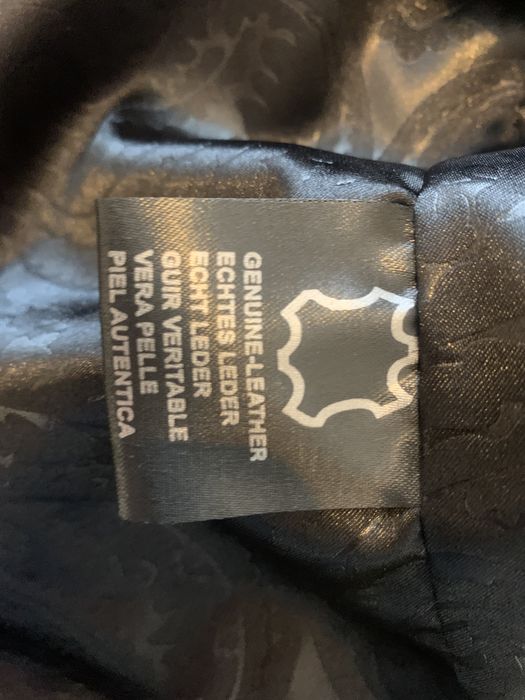 GENUINE-LEATHER
ECHTES LEDER
ECHT LEDER
CUIR VERITABLE
VERA PELLE
PIEL AUTENTICA